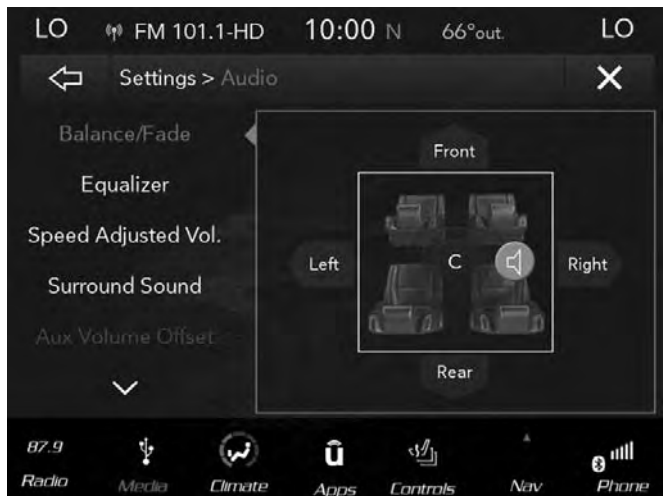 LO FM 101.1-HD 10:00 N 66°out. LO
Settings > Audio
Balance/Fade
Equalizer
Speed Adjusted Vol.
Surround Sound
Aux Volume Offset
Front
Left C Right
Rear
87.9
Radio Media Climate Apps Controls Nav Phone